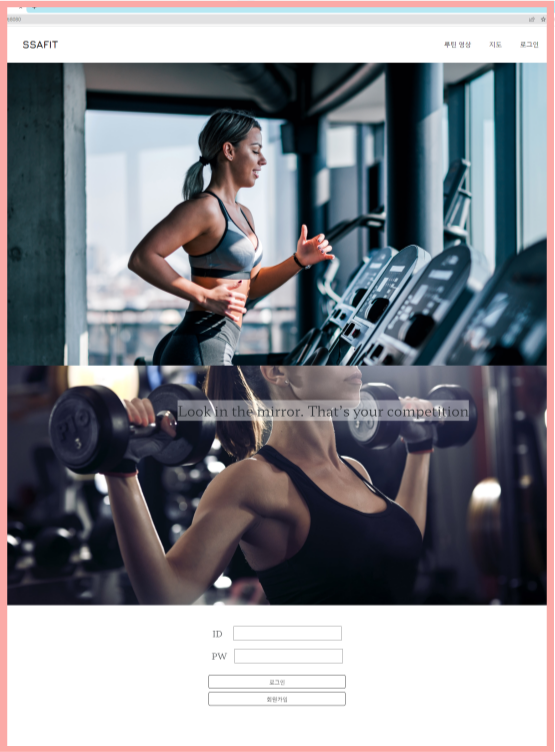 SSAFIT
루틴 영상 지도 로그인
Look in the mirror. That's your competition.
ID
PW
로그인
회원가입